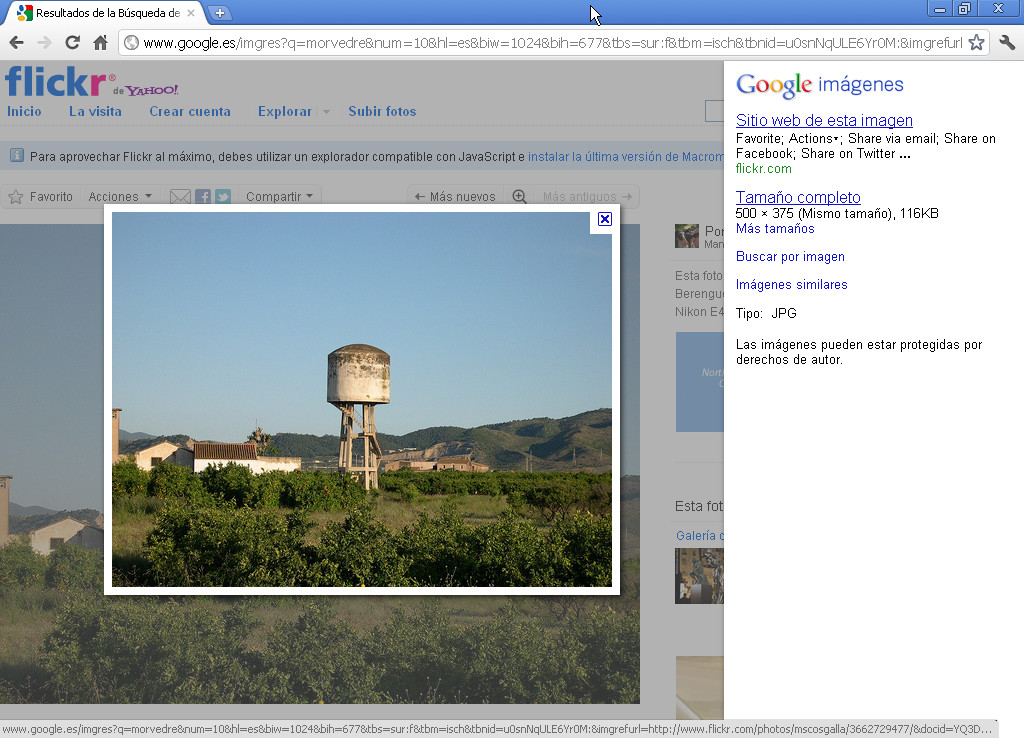 Resultados de la Búsqueda de
www.google.es/imgres?q=morvedre&num=10&hl=es&biw=1024&bih=677&tbs=sur:f&tbm=isch&tbnid=u0snNqULE6Yr0M:&imgrefurl
flickr® de YAHOO!
Inicio La visita Crear cuenta Explorar Subir fotos
Para aprovechar Flickr al máximo, debes utilizar un explorador compatible con JavaScript e instalar la última versión de Macrom
Favorito Acciones Compartir ← Más nuevos Más antiguos →
Por
Man
Esta foto
Berengue
Nikon E4
Nort
C
Esta fot
Galería d
Google imágenes
Sitio web de esta imagen
Favorite; Actions▾; Share via email; Share on
Facebook; Share on Twitter ...
flickr.com
Tamaño completo
500 × 375 (Mismo tamaño), 116KB
Más tamaños
Buscar por imagen
Imágenes similares
Tipo: JPG
Las imágenes pueden estar protegidas por
derechos de autor.
www.google.es/imgres?q=morvedre&num=10&hl=es&biw=1024&bih=677&tbs=sur:f&tbm=isch&tbnid=u0snNqULE6Yr0M:&imgrefurl=http://www.flickr.com/photos/mscosgalla/3662729477/&docid=YQ3D...